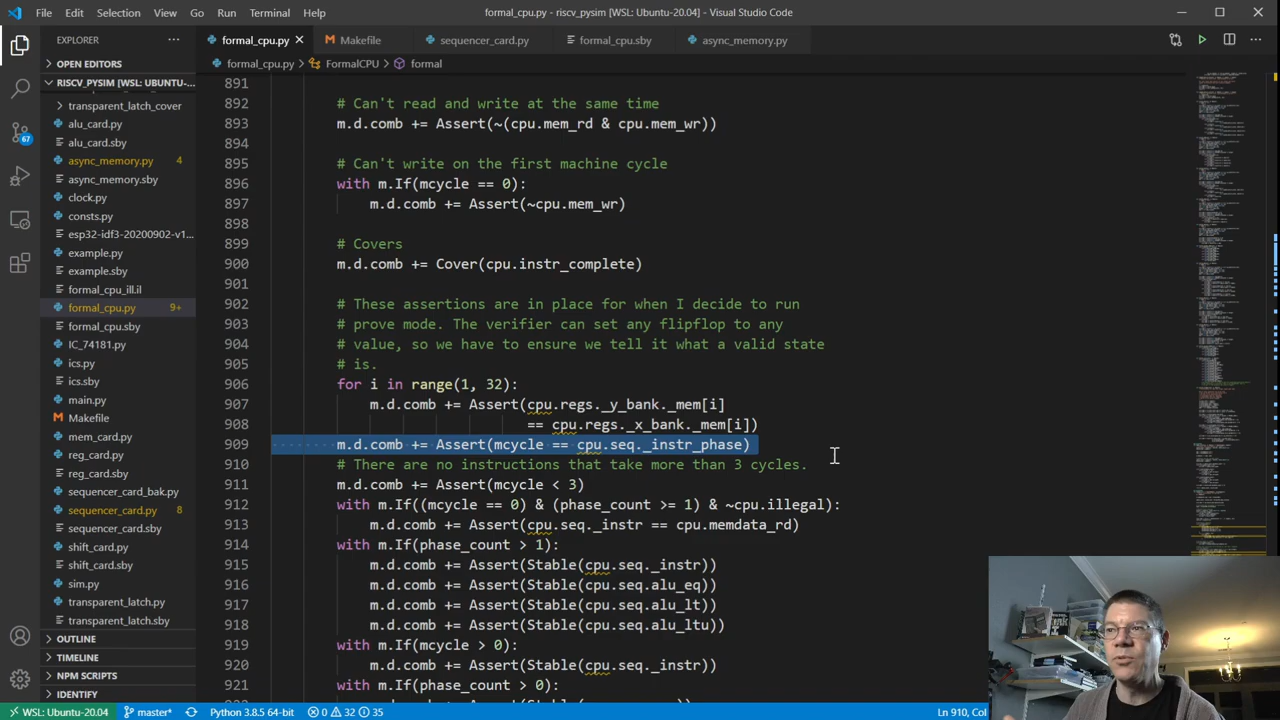 File Edit Selection View Go Run Terminal Help
formal_cpu.py - riscv_pysim [WSL: Ubuntu-20.04] - Visual Studio Code
EXPLORER
formal_cpu.py Makefile sequencer_card.py formal_cpu.sby async_memory.py
OPEN EDITORS
formal_cpu.py > FormalCPU > formal
RISCV_PYSIM [WSL: UBUNTU-...
transparent_latch_cover
alu_card.py
alu_card.sby
async_memory.py 4
async_memory.sby
clock.py
consts.py
esp32-idf3-20200902-v1...
example.py
example.sby
formal_cpu_ill.il
formal_cpu.py 9+
formal_cpu.sby
IC_74181.py
ics.py
ics.sby
main.py
Makefile
mem_card.py
reg_card.py
reg_card.sby
sequencer_card_bak.py
sequencer_card.py 8
sequencer_card.sby
shift_card.py
shift_card.sby
sim.py
transparent_latch.py
transparent_latch.sby
OUTLINE
TIMELINE
NPM SCRIPTS
IDENTIFY
67
891
892 # Can't read and write at the same time
893 m.d.comb += Assert(~(cpu.mem_rd & cpu.mem_wr))
894
895 # Can't write on the first machine cycle
896 with m.If(mcycle == 0):
897 m.d.comb += Assert(~cpu.mem_wr)
898
899 # Covers
900 m.d.comb += Cover(cpu.instr_complete)
901
902 # These assertions are in place for when I decide to run
903 # prove mode. The verifier can set any flipflop to any
904 # value, so we have to ensure we tell it what a valid state
905 # is.
906 for i in range(1, 32):
907 m.d.comb += Assert(cpu.regs._y_bank._mem[i]
908 == cpu.regs._x_bank._mem[i])
909 m.d.comb += Assert(mcycle == cpu.seq._instr_phase)
910 # There are no instructions that take more than 3 cycles.
911 m.d.comb += Assert(mcycle < 3)
912 with m.If((mcycle == 0) & (phase_count >= 1) & ~cpu.illegal):
913 m.d.comb += Assert(cpu.seq._instr == cpu.memdata_rd)
914 with m.If(phase_count > 1):
915 m.d.comb += Assert(Stable(cpu.seq._instr))
916 m.d.comb += Assert(Stable(cpu.seq.alu_eq))
917 m.d.comb += Assert(Stable(cpu.seq.alu_lt))
918 m.d.comb += Assert(Stable(cpu.seq.alu_ltu))
919 with m.If(mcycle > 0):
920 m.d.comb += Assert(Stable(cpu.seq._instr))
921 with m.If(phase_count > 0):
WSL: Ubuntu-20.04 master* Python 3.8.5 64-bit 0 32 35 Ln 910, Col